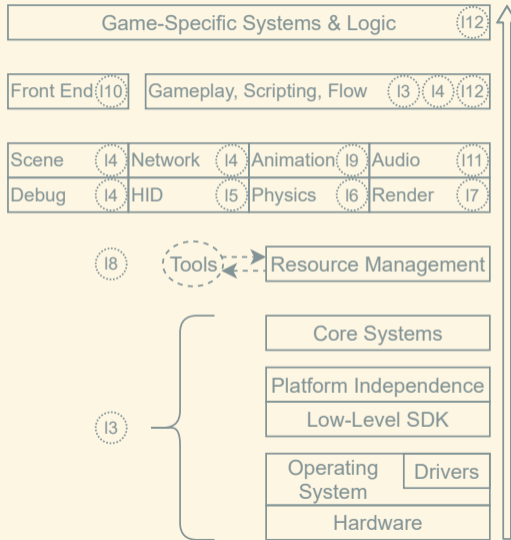 Game-Specific Systems & Logic I12
Front End I10 Gameplay, Scripting, Flow I3 I4 I12
Scene I4 Network I4 Animation I9 Audio I11
Debug I4 HID I5 Physics I6 Render I7
I8 Tools Resource Management
Core Systems
Platform Independence
I3 Low-Level SDK
Operating Drivers
System
Hardware